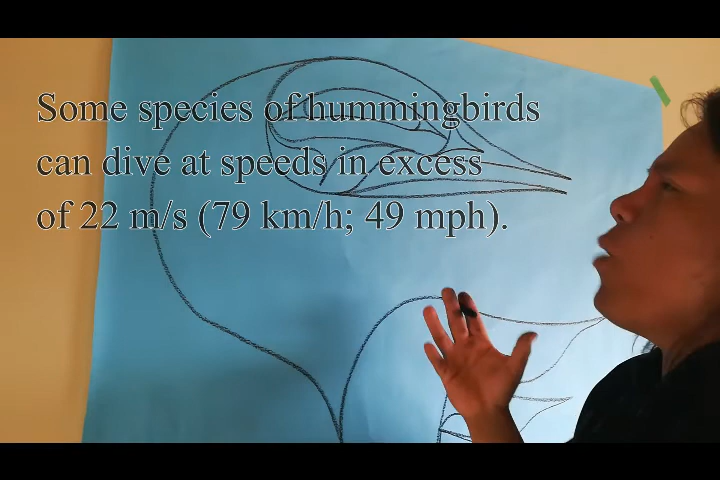 Some species of hummingbirds
can dive at speeds in excess
of 22 m/s (79 km/h; 49 mph).